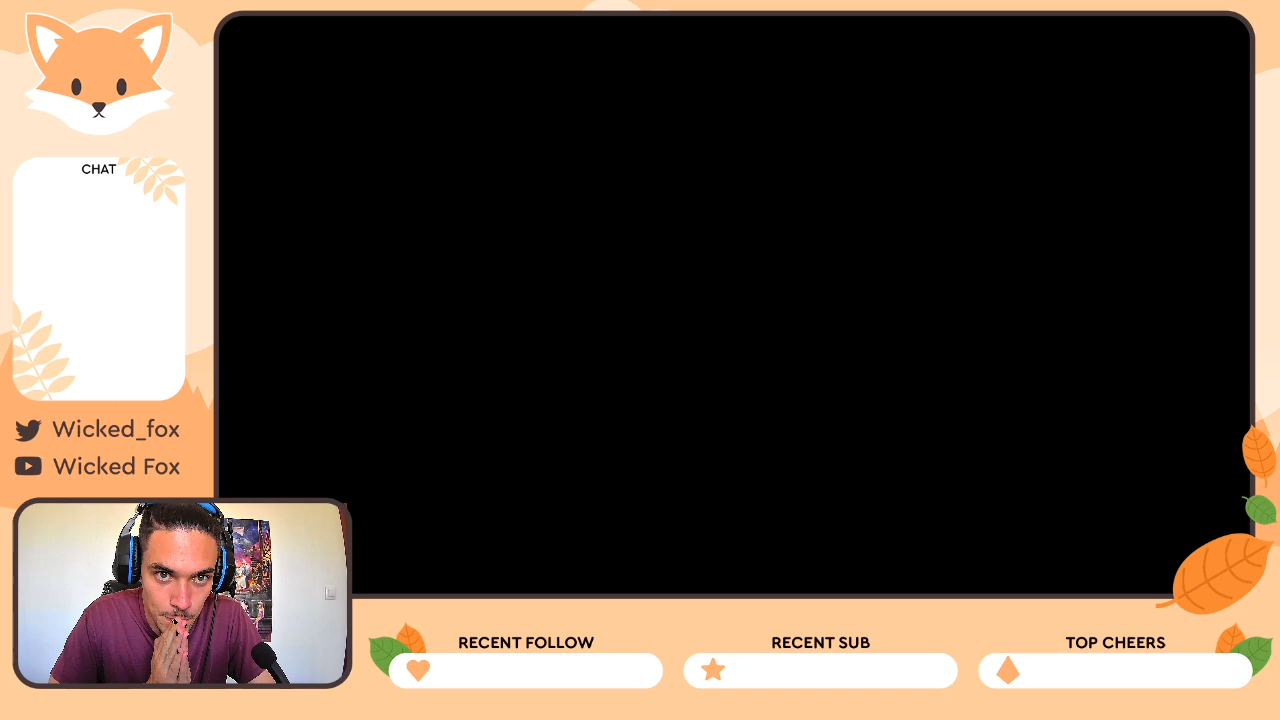 CHAT
Wicked_fox
Wicked Fox
RECENT FOLLOW
RECENT SUB
TOP CHEERS